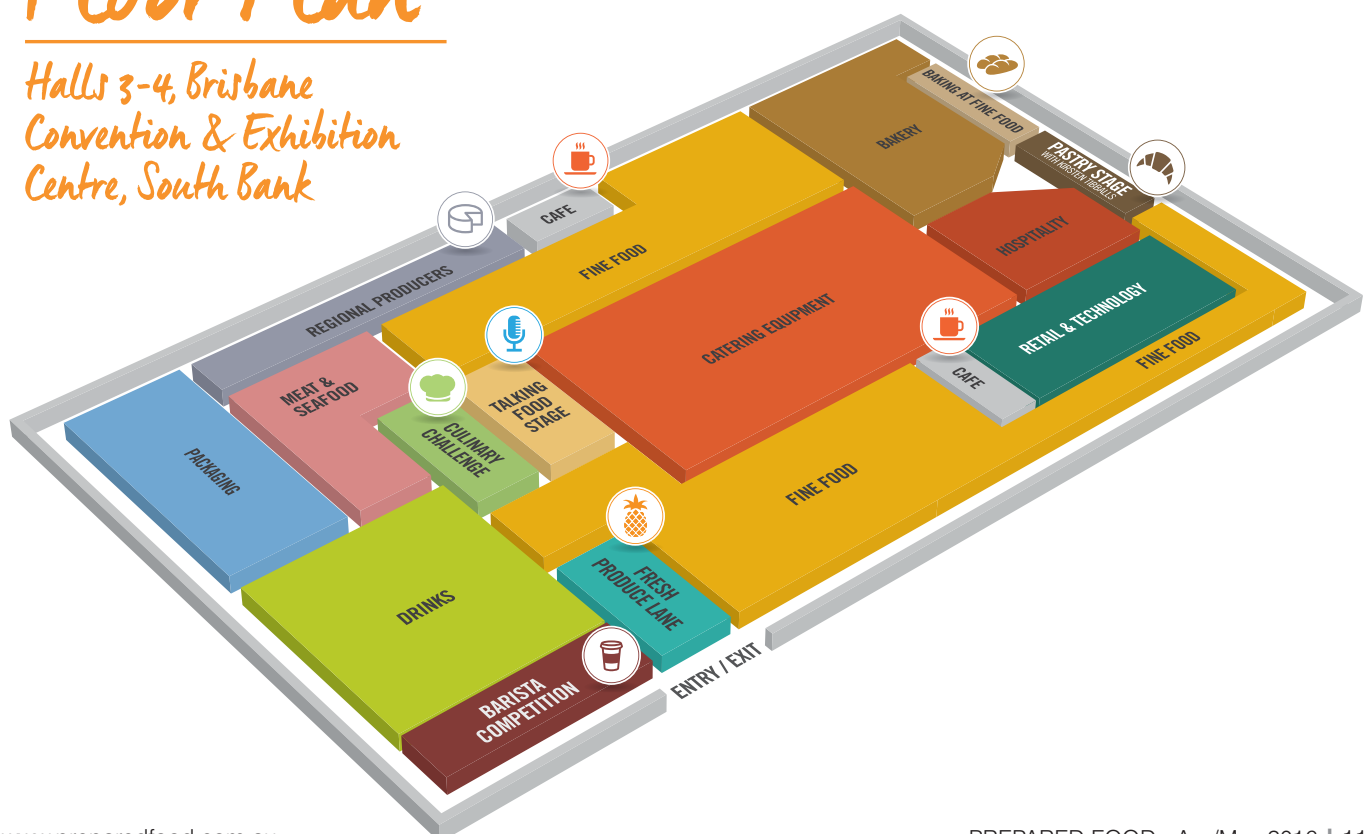 Floor Plan
Halls 3-4, Brisbane
Convention & Exhibition
Centre, South Bank
BAKING AT FINE FOOD
BAKERY
PASTRY STAGE
WITH KIRSTEN TIBBALLS
CAFE
HOSPITALITY
FINE FOOD
REGIONAL PRODUCERS
CATERING EQUIPMENT
RETAIL & TECHNOLOGY
FINE FOOD
CAFE
MEAT &
SEAFOOD
TALKING
FOOD
STAGE
CULINARY
CHALLENGE
PACKAGING
FINE FOOD
DRINKS
FRESH
PRODUCE LANE
ENTRY / EXIT
BARISTA
COMPETITION